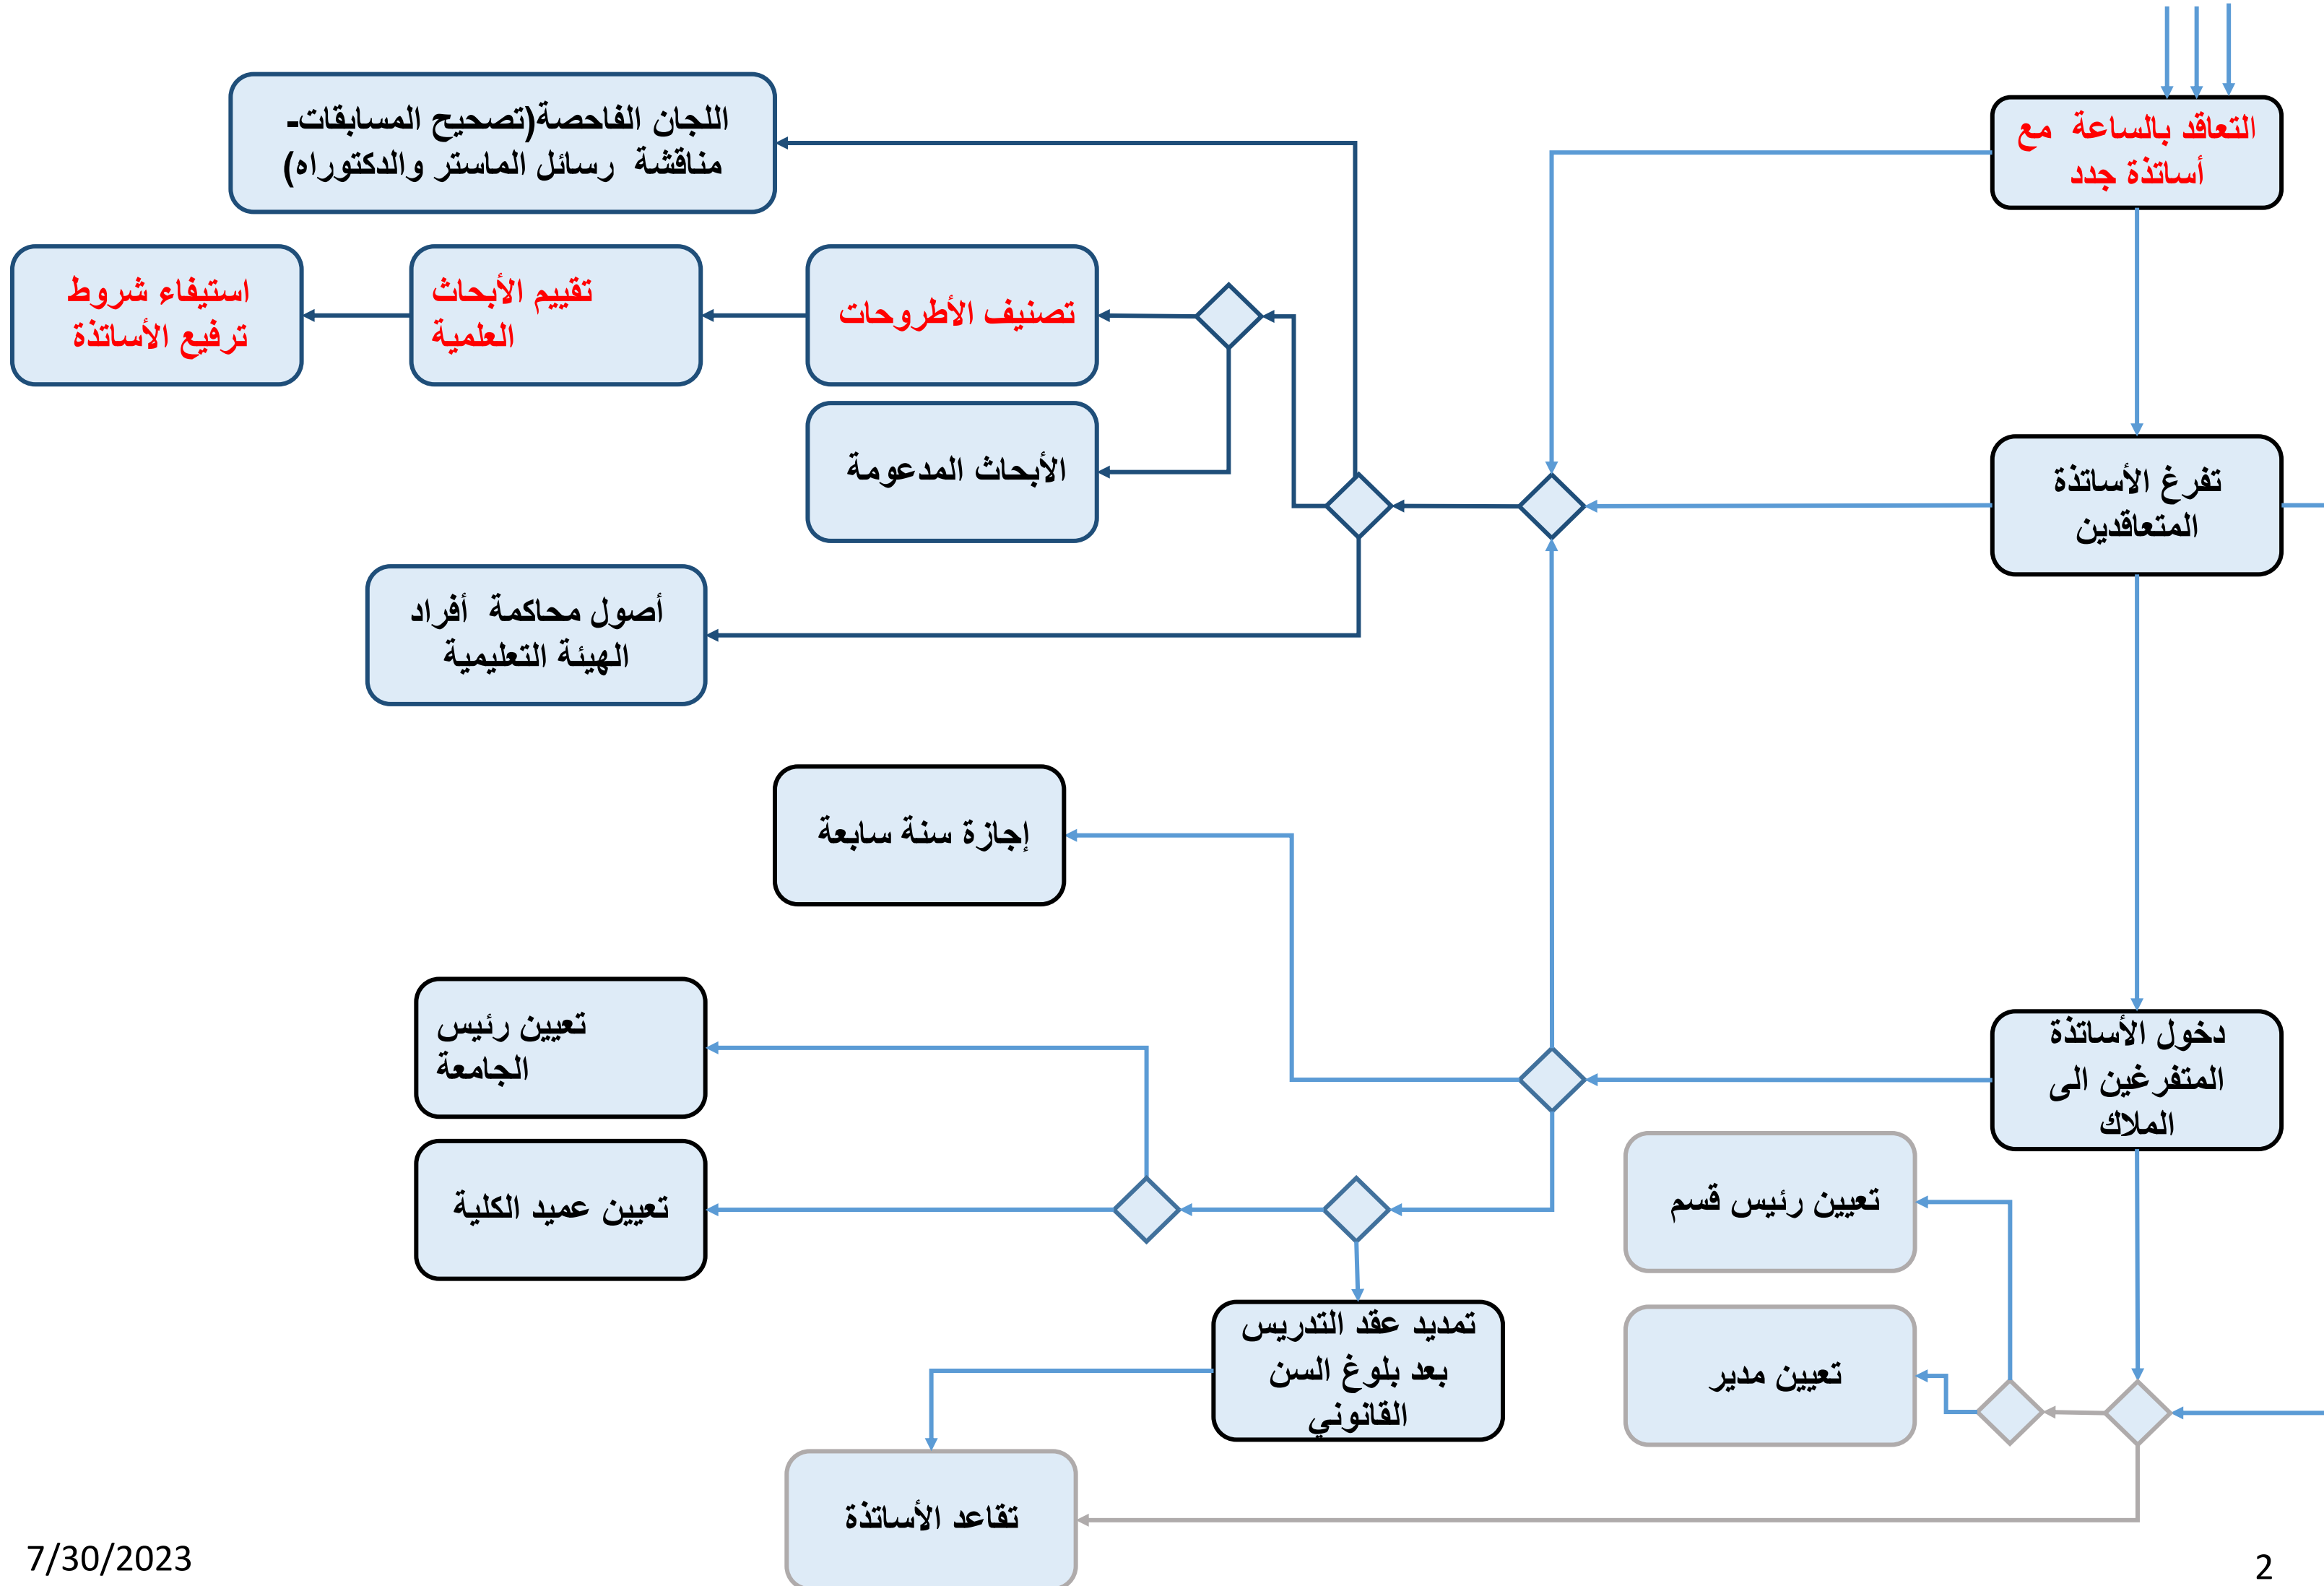 التعاقد بالساعة مع
أساتذة جدد
اللجان الفاحصة(تصحيح المسابقات-
مناقشة رسائل الماستر والدكتوراه)
تصنيف الأطروحات
تقييم الأبحاث
العلمية
استيفاء شروط
ترفيع الأستاذة
الأبحاث المدعومة
تفرغ الأساتذة
المتعاقدين
أصول محاكمة أفراد
الهيئة التعليمية
إجازة سنة سابعة
دخول الأساتذة
المتفرغين الى
الملاك
تعيين رئيس
الجامعة
تعيين عميد الكلية
تعيين رئيس قسم
تعيين مدير
تمديد عقد التدريس
بعد بلوغ السن
القانوني
تقاعد الأساتذة
7/30/2023
2